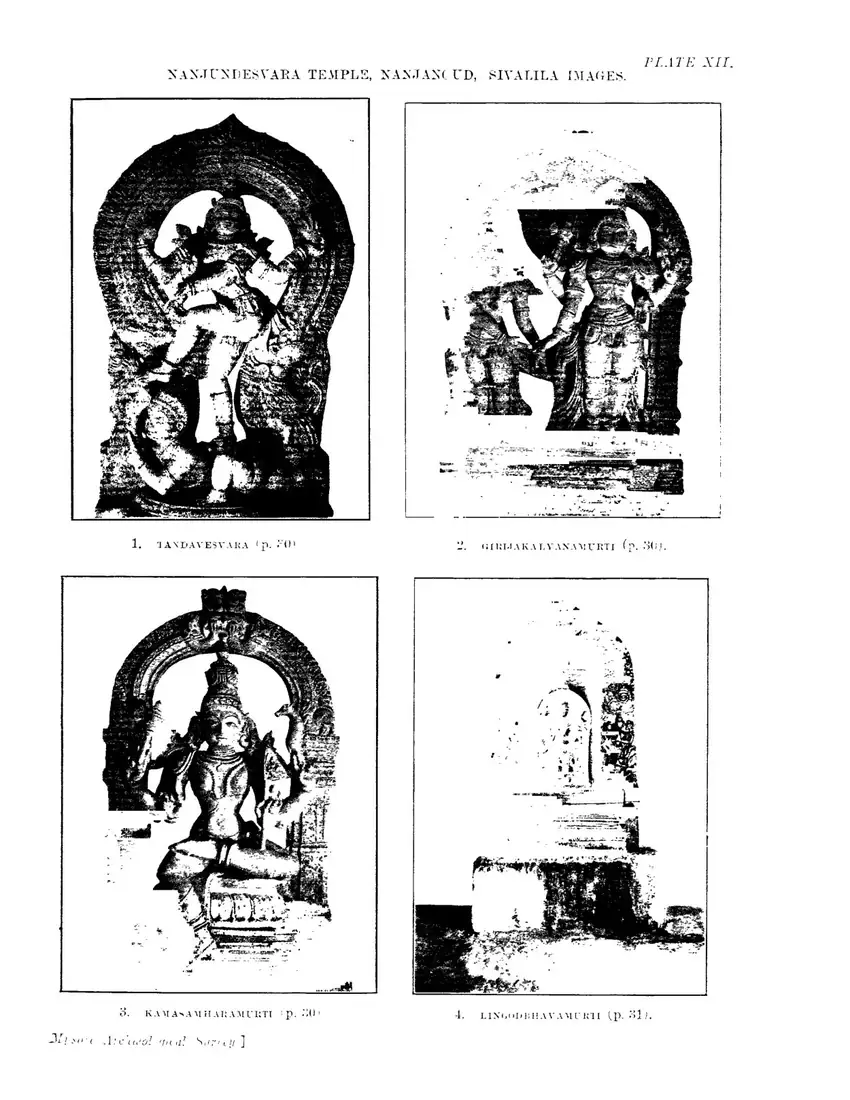 PLATE XII.
NANJUNDESVARA TEMPLE, NANJANGUD, SIVALILA IMAGES.
1. TANDAVESVARA (p. 30)
2. GIRIJAKALYANAMURTI (p. 30).
3. KAMASAMHARAMURTI (p. 30)
4. LINGODBHAVAMURTI (p. 31).
Mysore Archæological Survey]